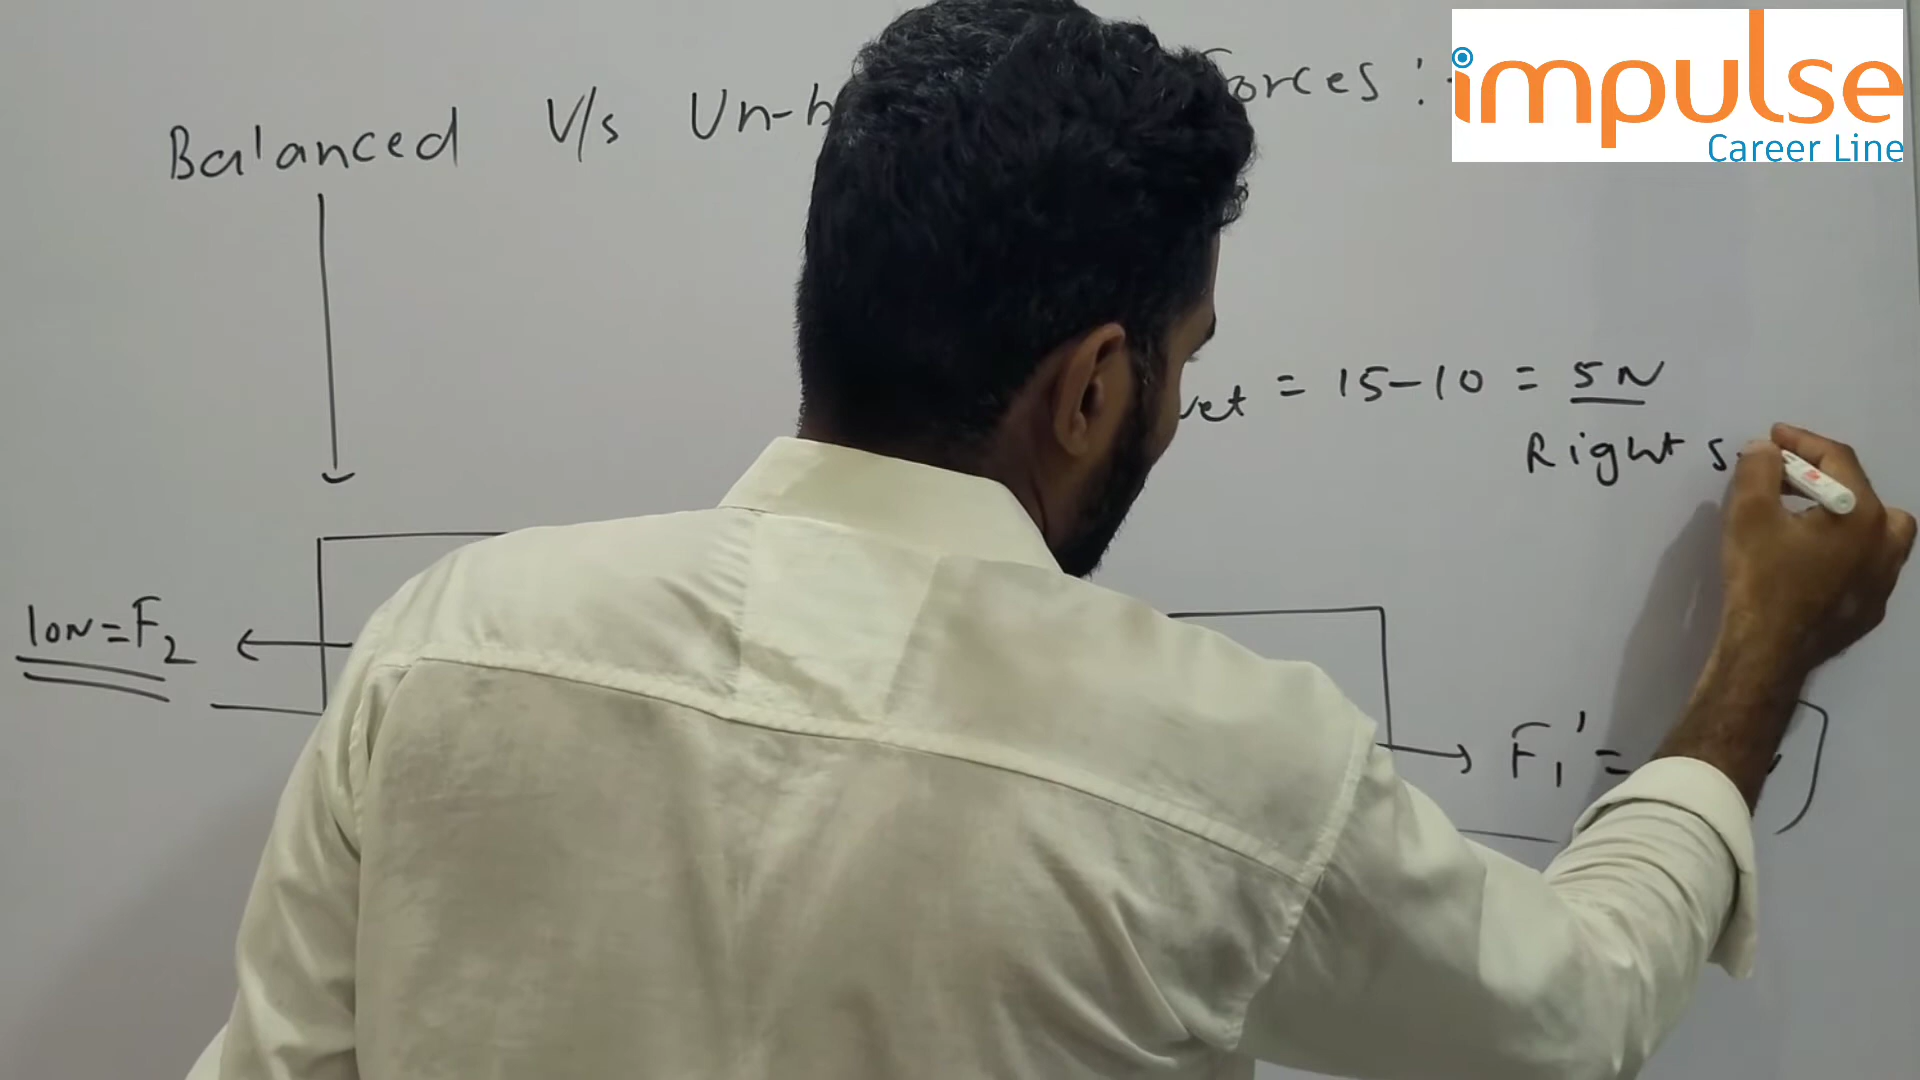 impulse
Career Line
Balanced V/s Un-b
orces :-
net = 15-10 = 5N
Right s
10N=F2
F1' =